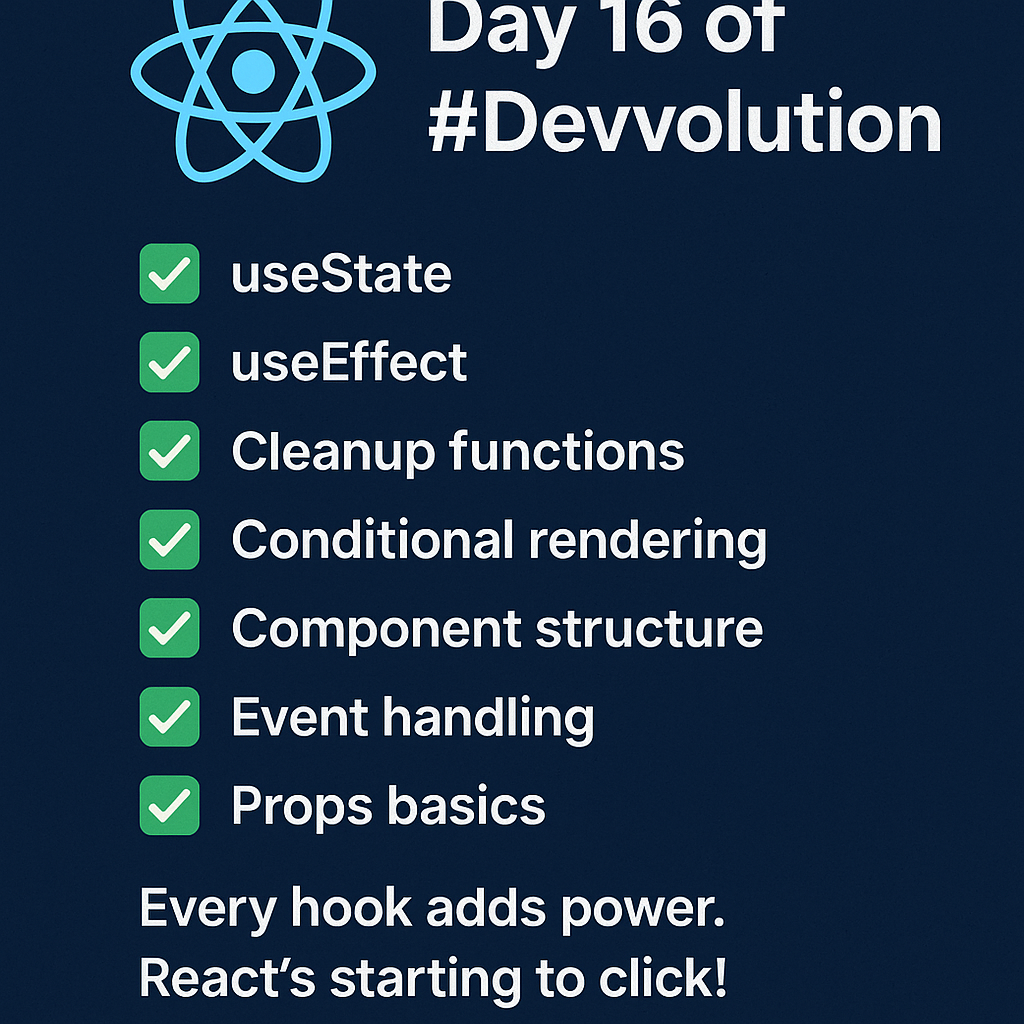 Day 16 of
#Devvolution
useState
useEffect
Cleanup functions
Conditional rendering
Component structure
Event handling
Props basics
Every hook adds power.
React’s starting to click!